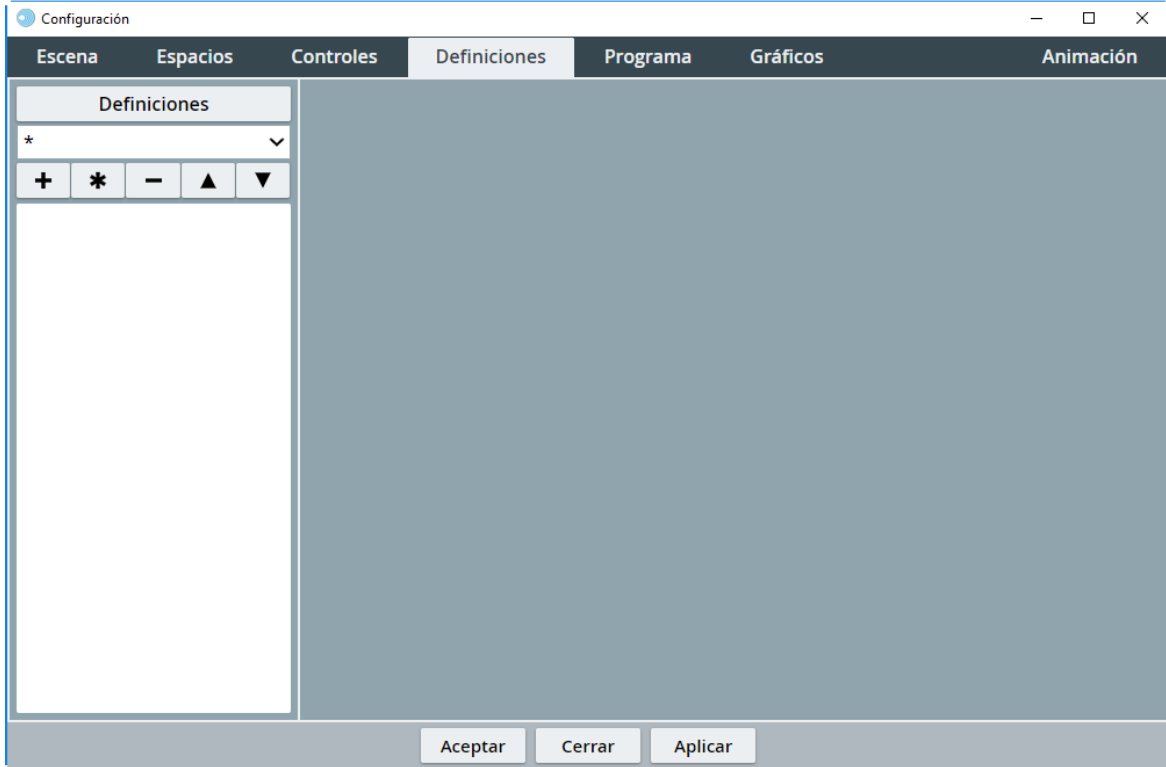 Configuración
Escena Espacios Controles Definiciones Programa Gráficos Animación
Definiciones
*
+ * − ▲ ▼
Aceptar Cerrar Aplicar